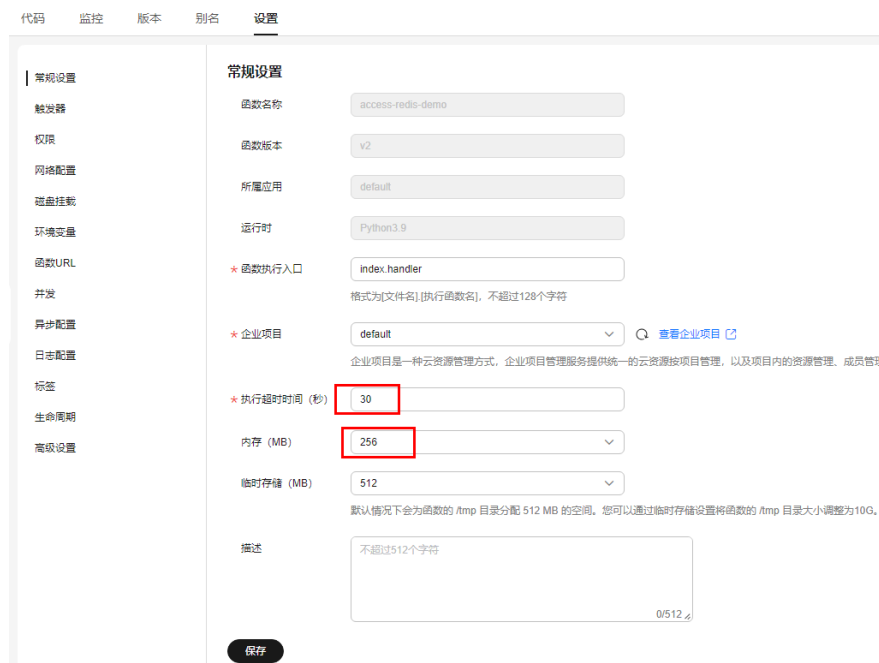 代码 监控 版本 别名 设置
常规设置
触发器
权限
网络配置
磁盘挂载
环境变量
函数URL
并发
异步配置
日志配置
标签
生命周期
高级设置
常规设置
函数名称 access-redis-demo
函数版本 v2
所属应用 default
运行时 Python3.9
* 函数执行入口 index.handler
格式为[文件名].[执行函数名]，不超过128个字符
* 企业项目 default 查看企业项目
企业项目是一种云资源管理方式，企业项目管理服务提供统一的云资源按项目管理，以及项目内的资源管理、成员管理
* 执行超时时间（秒） 30
内存（MB） 256
临时存储（MB） 512
默认情况下会为函数的 /tmp 目录分配 512 MB 的空间。您可以通过临时存储设置将函数的 /tmp 目录大小调整为10G。
描述 不超过512个字符
0/512
保存